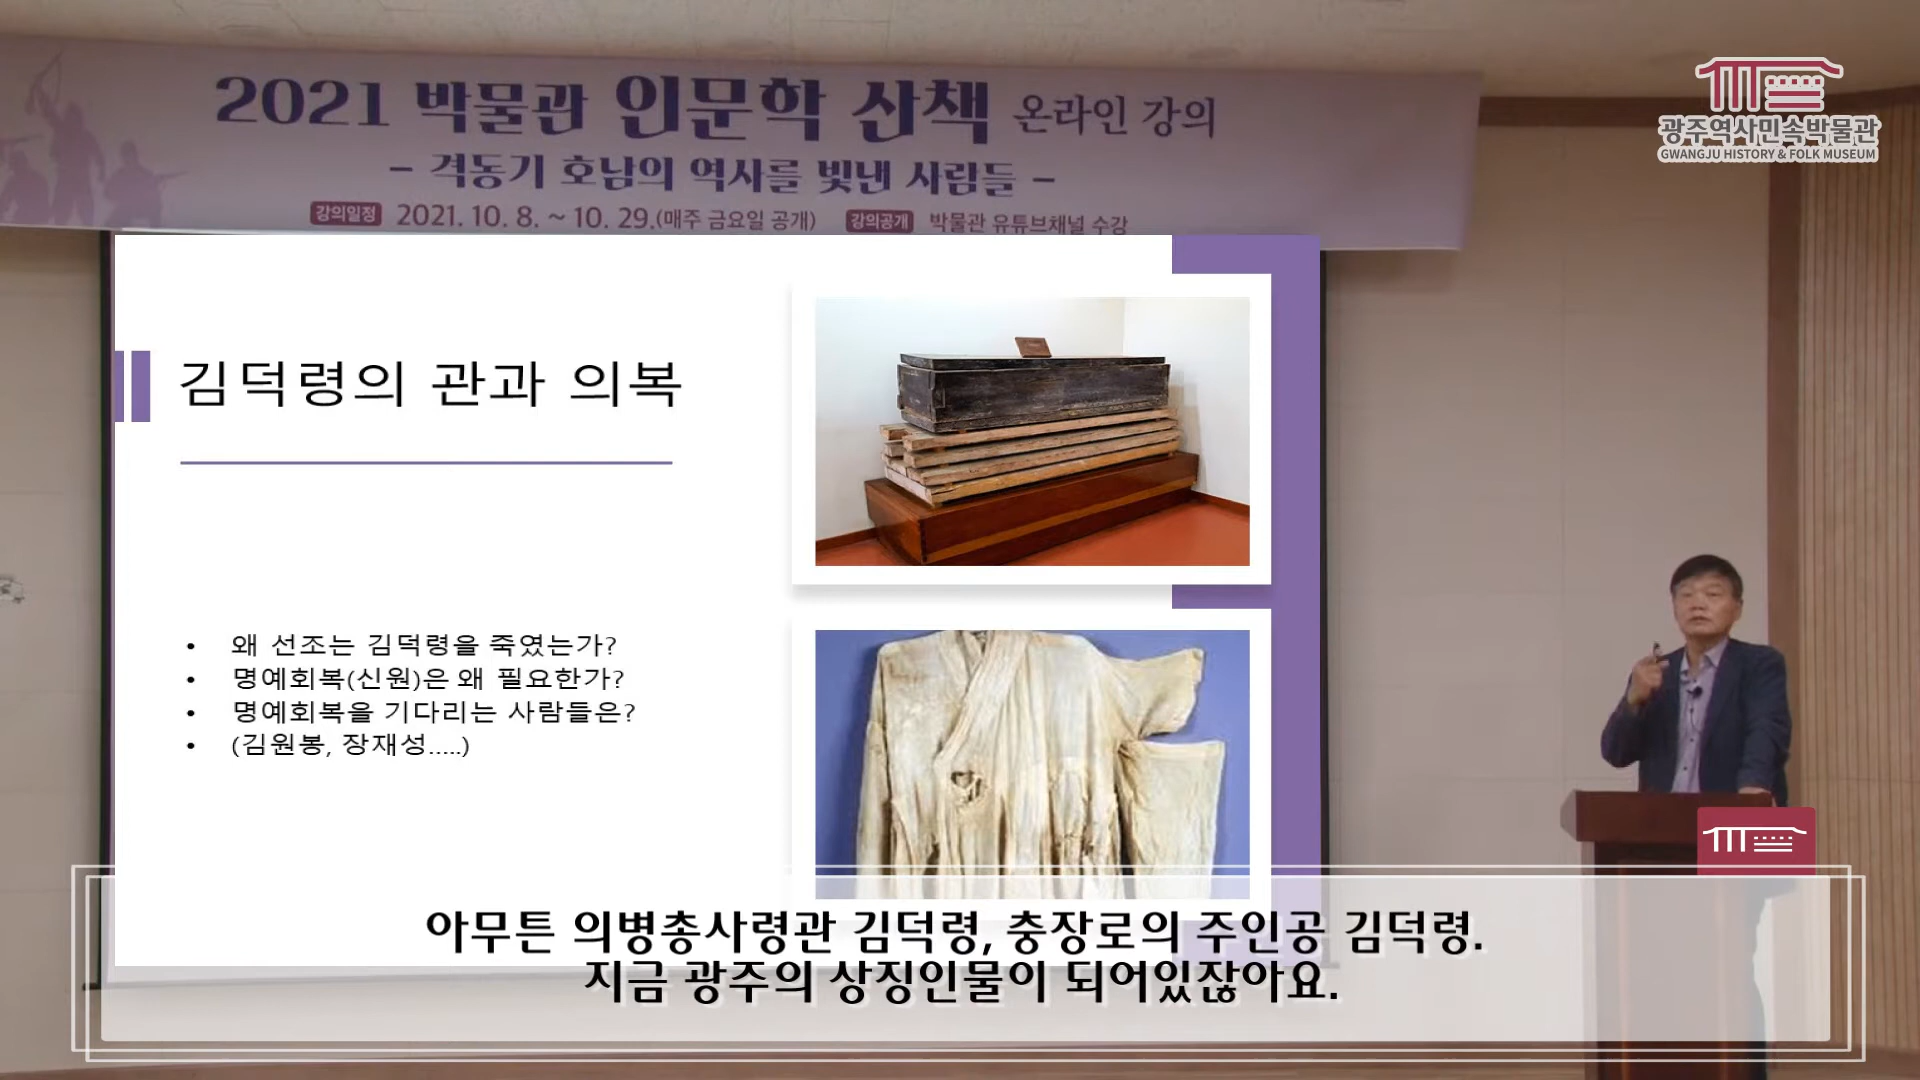 2021 박물관 인문학 산책 온라인 강의
- 격동기 호남의 역사를 빛낸 사람들 -
강의일정 2021. 10. 8. ~ 10. 29.(매주 금요일 공개) 강의공개 박물관 유튜브채널 수강
광주역사민속박물관
GWANGJU HISTORY & FOLK MUSEUM
김덕령의 관과 의복
• 왜 선조는 김덕령을 죽였는가?
• 명예회복(신원)은 왜 필요한가?
• 명예회복을 기다리는 사람들은?
• (김원봉, 장재성.....)
아무튼 의병총사령관 김덕령, 충장로의 주인공 김덕령.
지금 광주의 상징인물이 되어있잖아요.